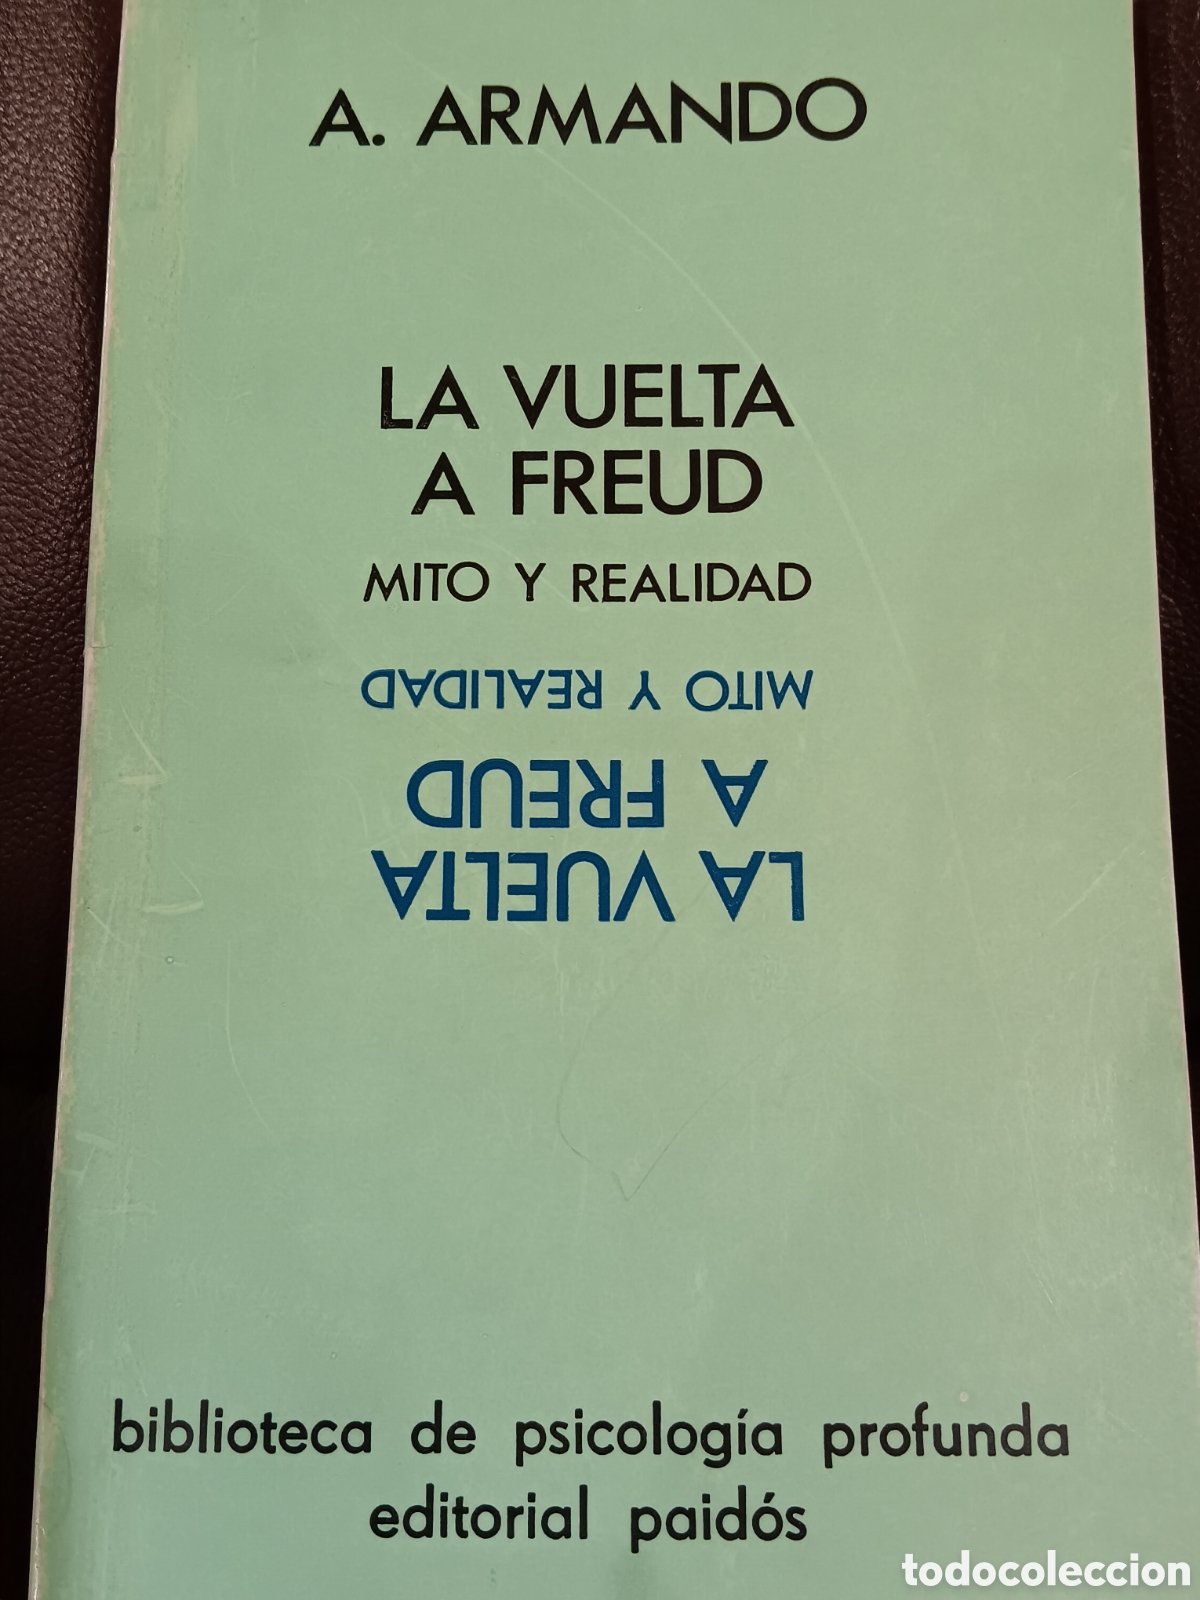 A. ARMANDO
LA VUELTA
A FREUD
MITO Y REALIDAD
MITO Y REALIDAD
A FREUD
LA VUELTA
biblioteca de psicología profunda
editorial paidós
todocoleccion